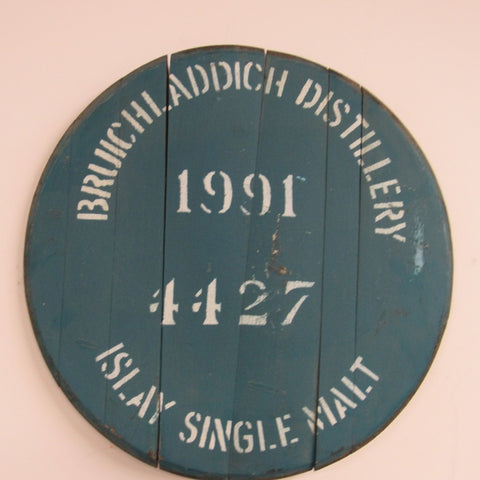 BRUICHLADDICH DISTILLERY
1991
4427
ISLAY SINGLE MALT